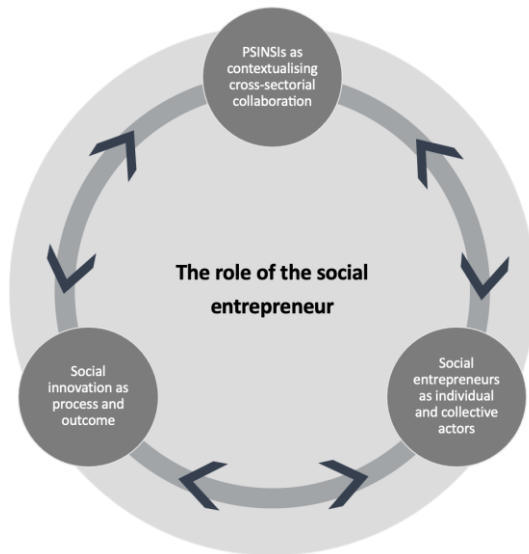 PSINSIs as
contextualising
cross-sectorial
collaboration
The role of the social
entrepreneur
Social
innovation as
process and
outcome
Social
entrepreneurs
as individual
and collective
actors